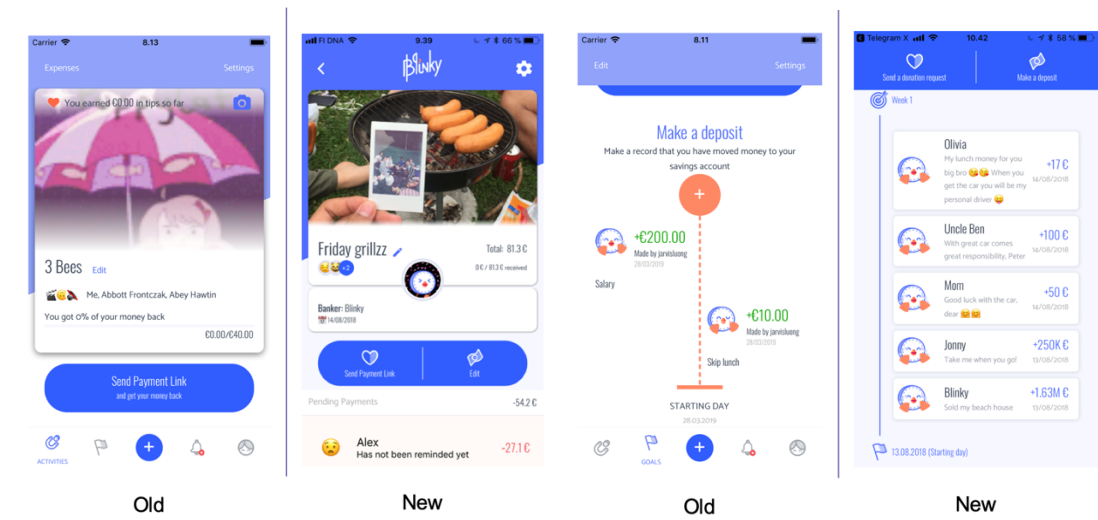 Carrier 8.13
Expenses Settings
You earned €0.00 in tips so far
3 Bees Edit
Me, Abbott Frontczak, Abey Hawtin
You got 0% of your money back
€0.00/€40.00
Send Payment Link
and get your money back
ACTIVITIES
Old
FI DNA 9.39 66 %
Blinky
Friday grillzz Total: 81.3 €
+2 0 € / 81.3 € received
Banker: Blinky
14/08/2018
Send Payment Link Edit
Pending Payments -54.2 €
Alex
Has not been reminded yet -27.1 €
New
Carrier 8.11
Edit Settings
Make a deposit
Make a record that you have moved money to your
savings account
+€200.00
Made by jarvisluong
28/03/2019
Salary
+€10.00
Made by jarvisluong
28/03/2019
Skip lunch
STARTING DAY
28.03.2019
GOALS
Old
Telegram X 10.42 58 %
Send a donation request Make a deposit
Week 1
Olivia
My lunch money for you
big bro When you
get the car you will be my
personal driver
+17 €
14/08/2018
Uncle Ben
With great car comes
great responsibility, Peter
+100 €
14/08/2018
Mom
Good luck with the car,
dear
+50 €
14/08/2018
Jonny
Take me when you go!
+250K €
13/08/2018
Blinky
Sold my beach house
+1.63M €
13/08/2018
13.08.2018 (Starting day)
New